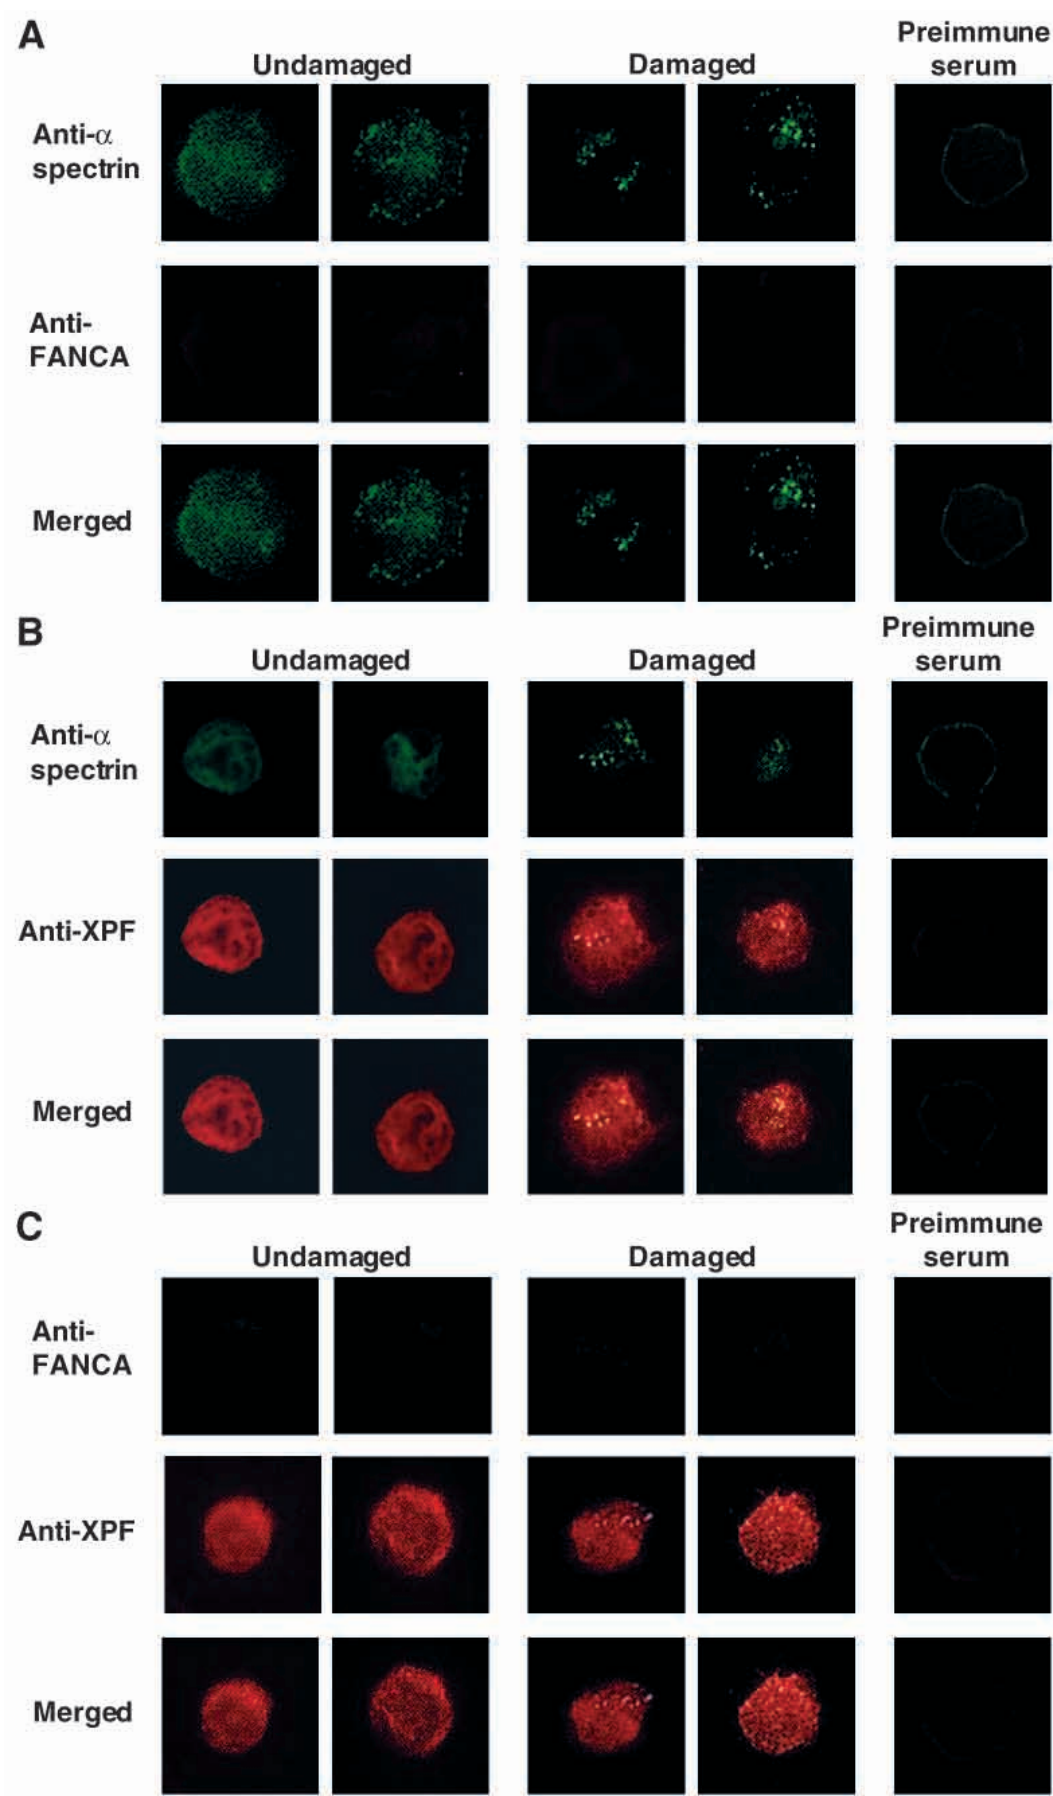 A
Preimmune
serum
Undamaged
Damaged
Anti-α
spectrin
Anti-
FANCA
Merged
B
Preimmune
serum
Undamaged
Damaged
Anti-α
spectrin
Anti-XPF
Merged
C
Preimmune
serum
Undamaged
Damaged
Anti-
FANCA
Anti-XPF
Merged